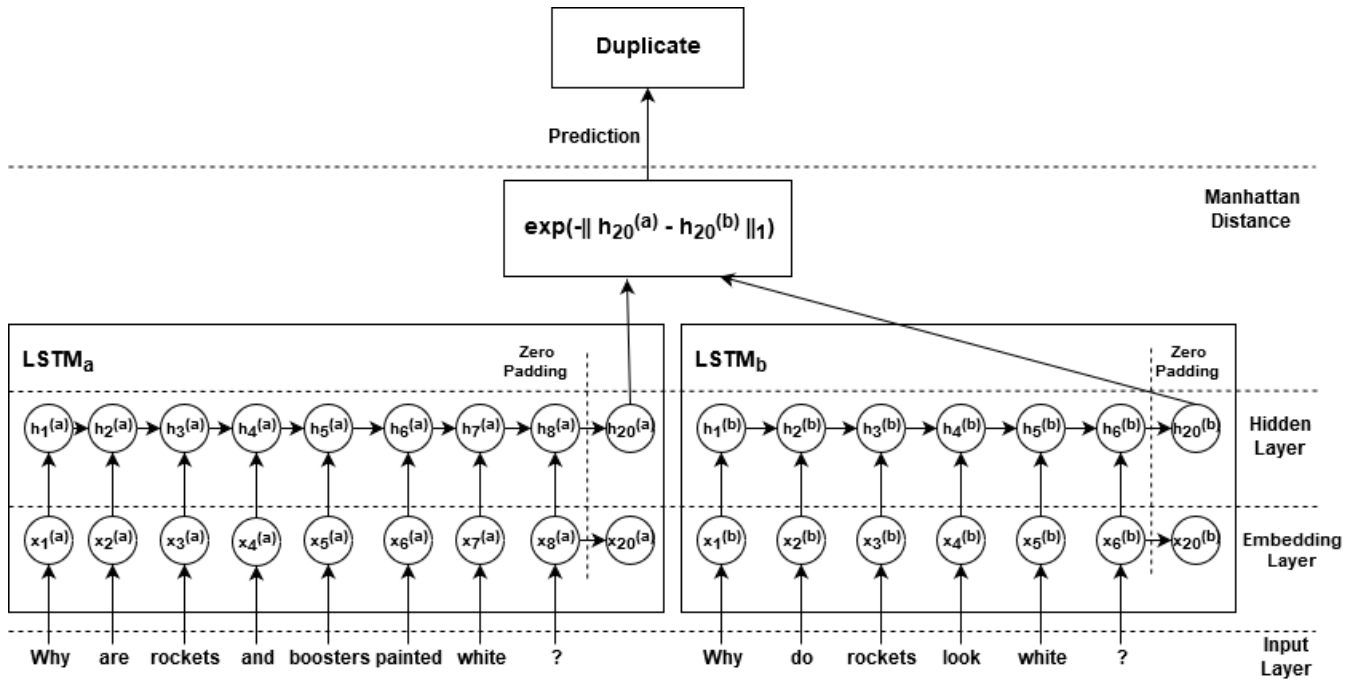 Duplicate
Prediction
Manhattan
Distance
exp(-‖ h20(a) - h20(b) ‖1)
LSTMa
Zero
Padding
LSTMb
Zero
Padding
h1(a) h2(a) h3(a) h4(a) h5(a) h6(a) h7(a) h8(a) h20(a) h1(b) h2(b) h3(b) h4(b) h5(b) h6(b) h20(b)
Hidden
Layer
x1(a) x2(a) x3(a) x4(a) x5(a) x6(a) x7(a) x8(a) x20(a) x1(b) x2(b) x3(b) x4(b) x5(b) x6(b) x20(b)
Embedding
Layer
Why are rockets and boosters painted white ? Why do rockets look white ?
Input
Layer